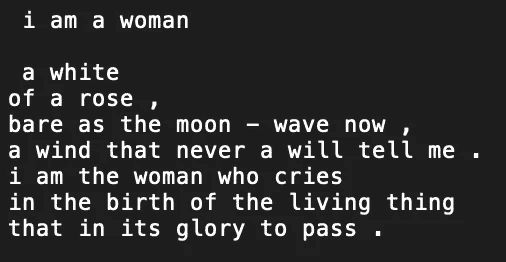 i am a woman

a white
of a rose ,
bare as the moon – wave now ,
a wind that never a will tell me .
i am the woman who cries
in the birth of the living thing
that in its glory to pass .